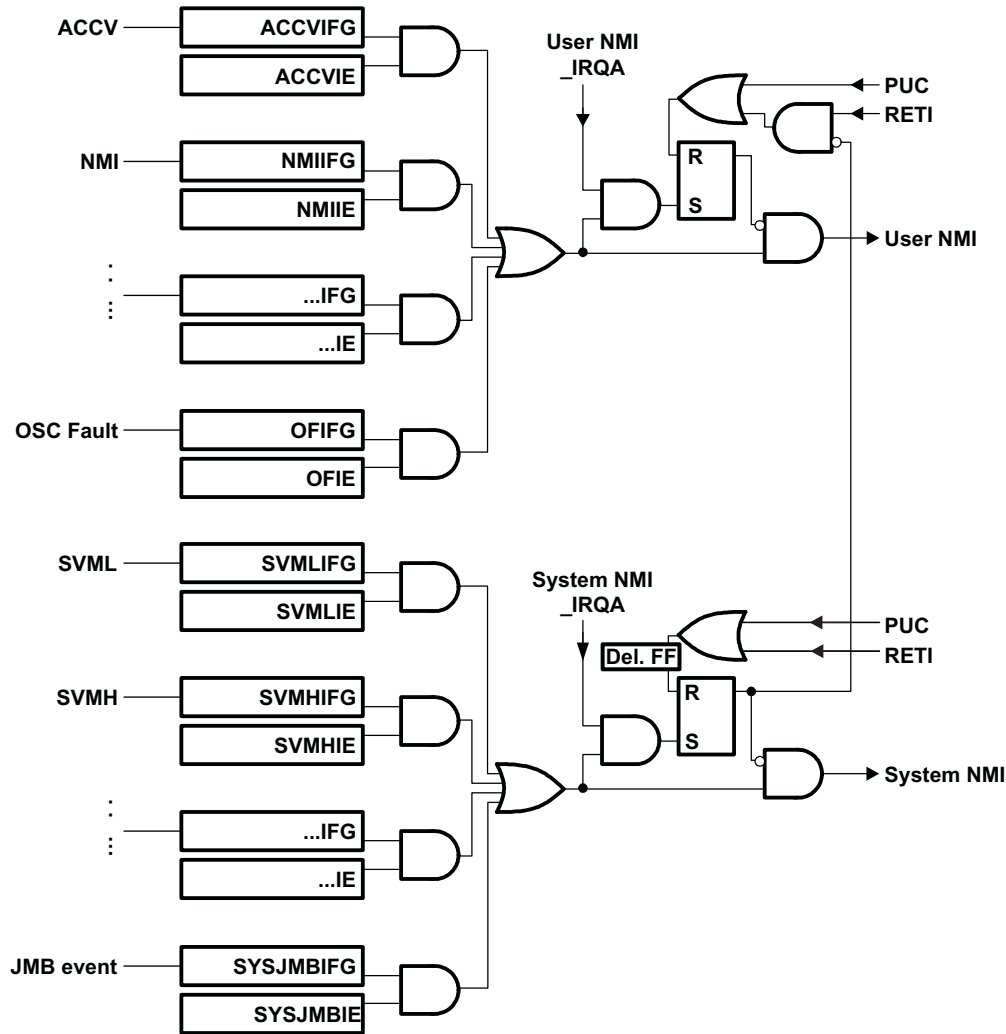 ACCV
ACCVIFG
ACCVIE
User NMI
_IRQA
PUC
RETI
NMI
NMIIFG
NMIIE
R
S
User NMI
:
...
...IFG
...IE
OSC Fault
OFIFG
OFIE
SVML
SVMLIFG
SVMLIE
System NMI
_IRQA
PUC
RETI
Del. FF
SVMH
SVMHIFG
SVMHIE
R
S
System NMI
:
...
...IFG
...IE
JMB event
SYSJMBIFG
SYSJMBIE